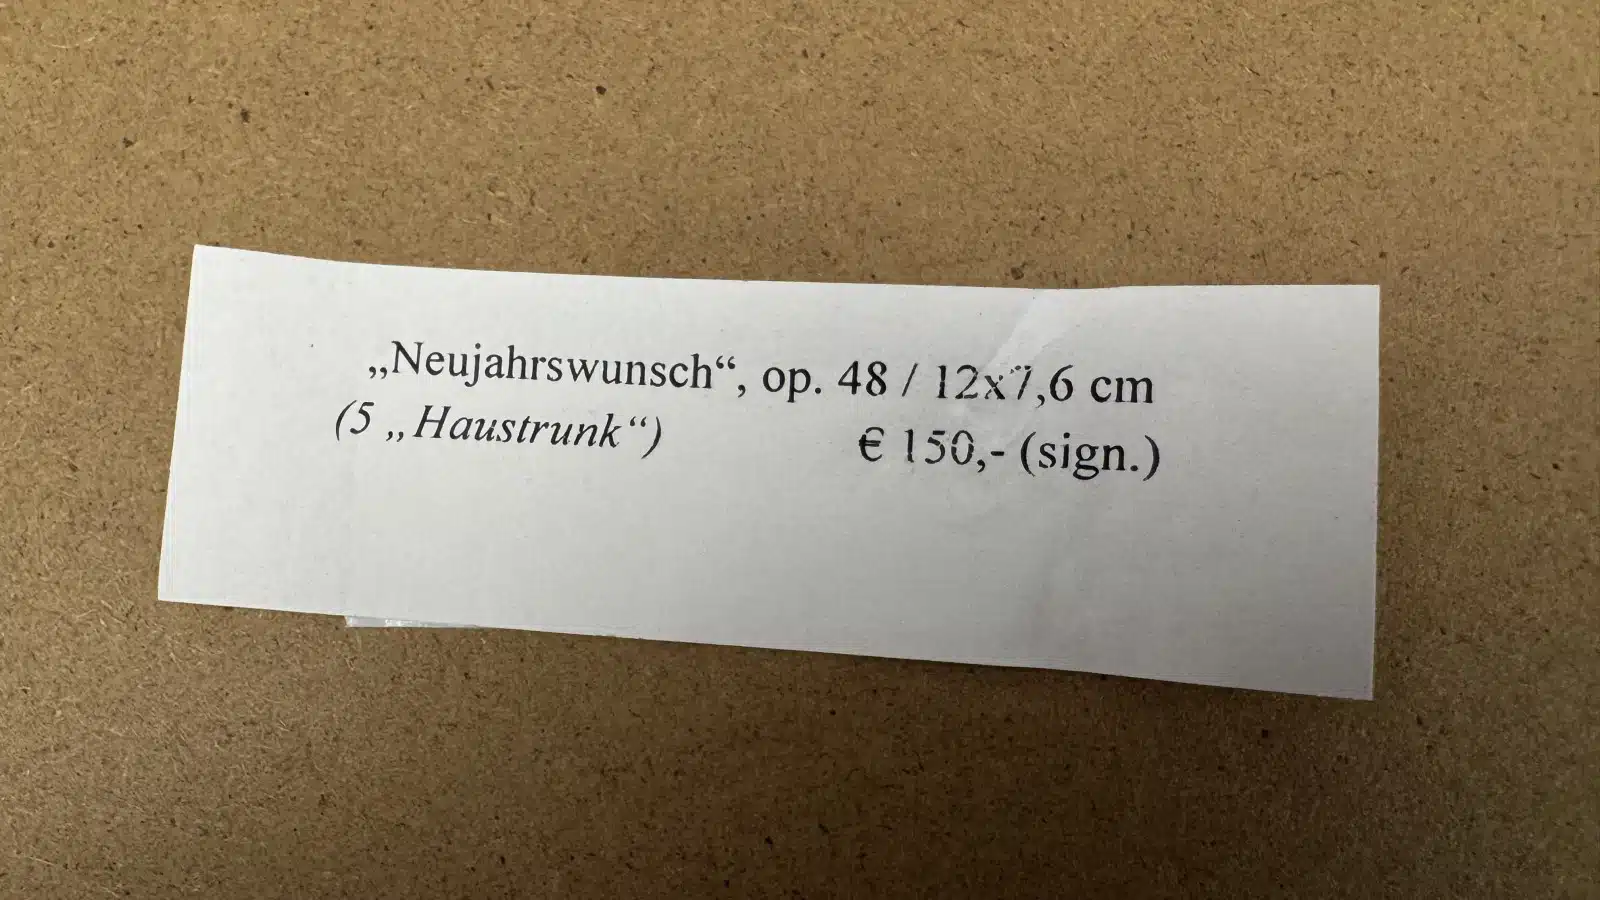 „Neujahrswunsch“, op. 48 / 12x7,6 cm
(5 „Haustrunk“) € 150,- (sign.)